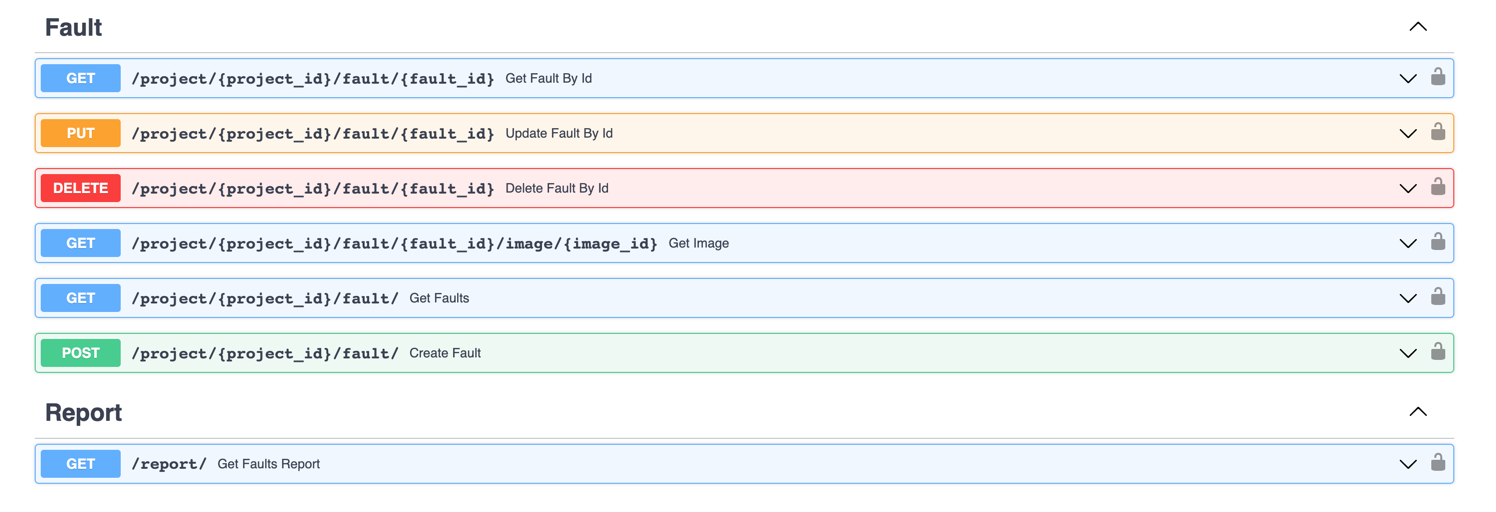 Fault
GET /project/{project_id}/fault/{fault_id} Get Fault By Id
PUT /project/{project_id}/fault/{fault_id} Update Fault By Id
DELETE /project/{project_id}/fault/{fault_id} Delete Fault By Id
GET /project/{project_id}/fault/{fault_id}/image/{image_id} Get Image
GET /project/{project_id}/fault/ Get Faults
POST /project/{project_id}/fault/ Create Fault
Report
GET /report/ Get Faults Report